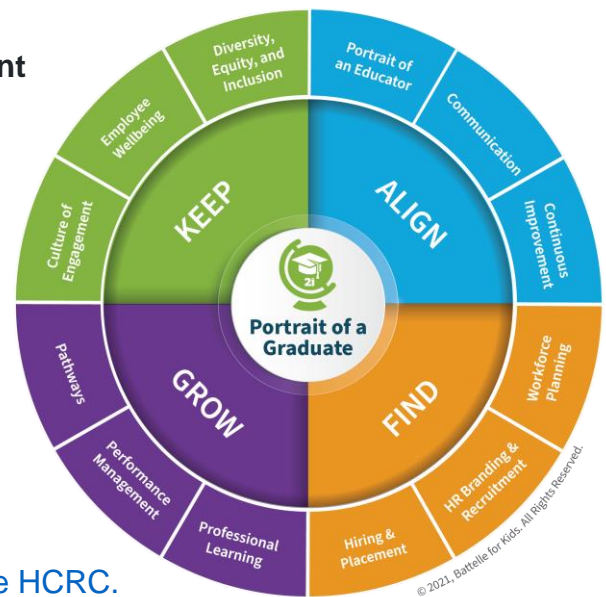 nt
Diversity,
Equity, and
Inclusion
Portrait of
an Educator
Employee
Wellbeing
Communication
Culture of
Engagement
Continuous
Improvement
KEEP
ALIGN
21
Portrait of a
Graduate
GROW
FIND
Pathways
Workforce
Planning
Performance
Management
HR Branding &
Recruitment
Professional
Learning
Hiring &
Placement
© 2021, Battelle for Kids. All Rights Reserved.
e HCRC.